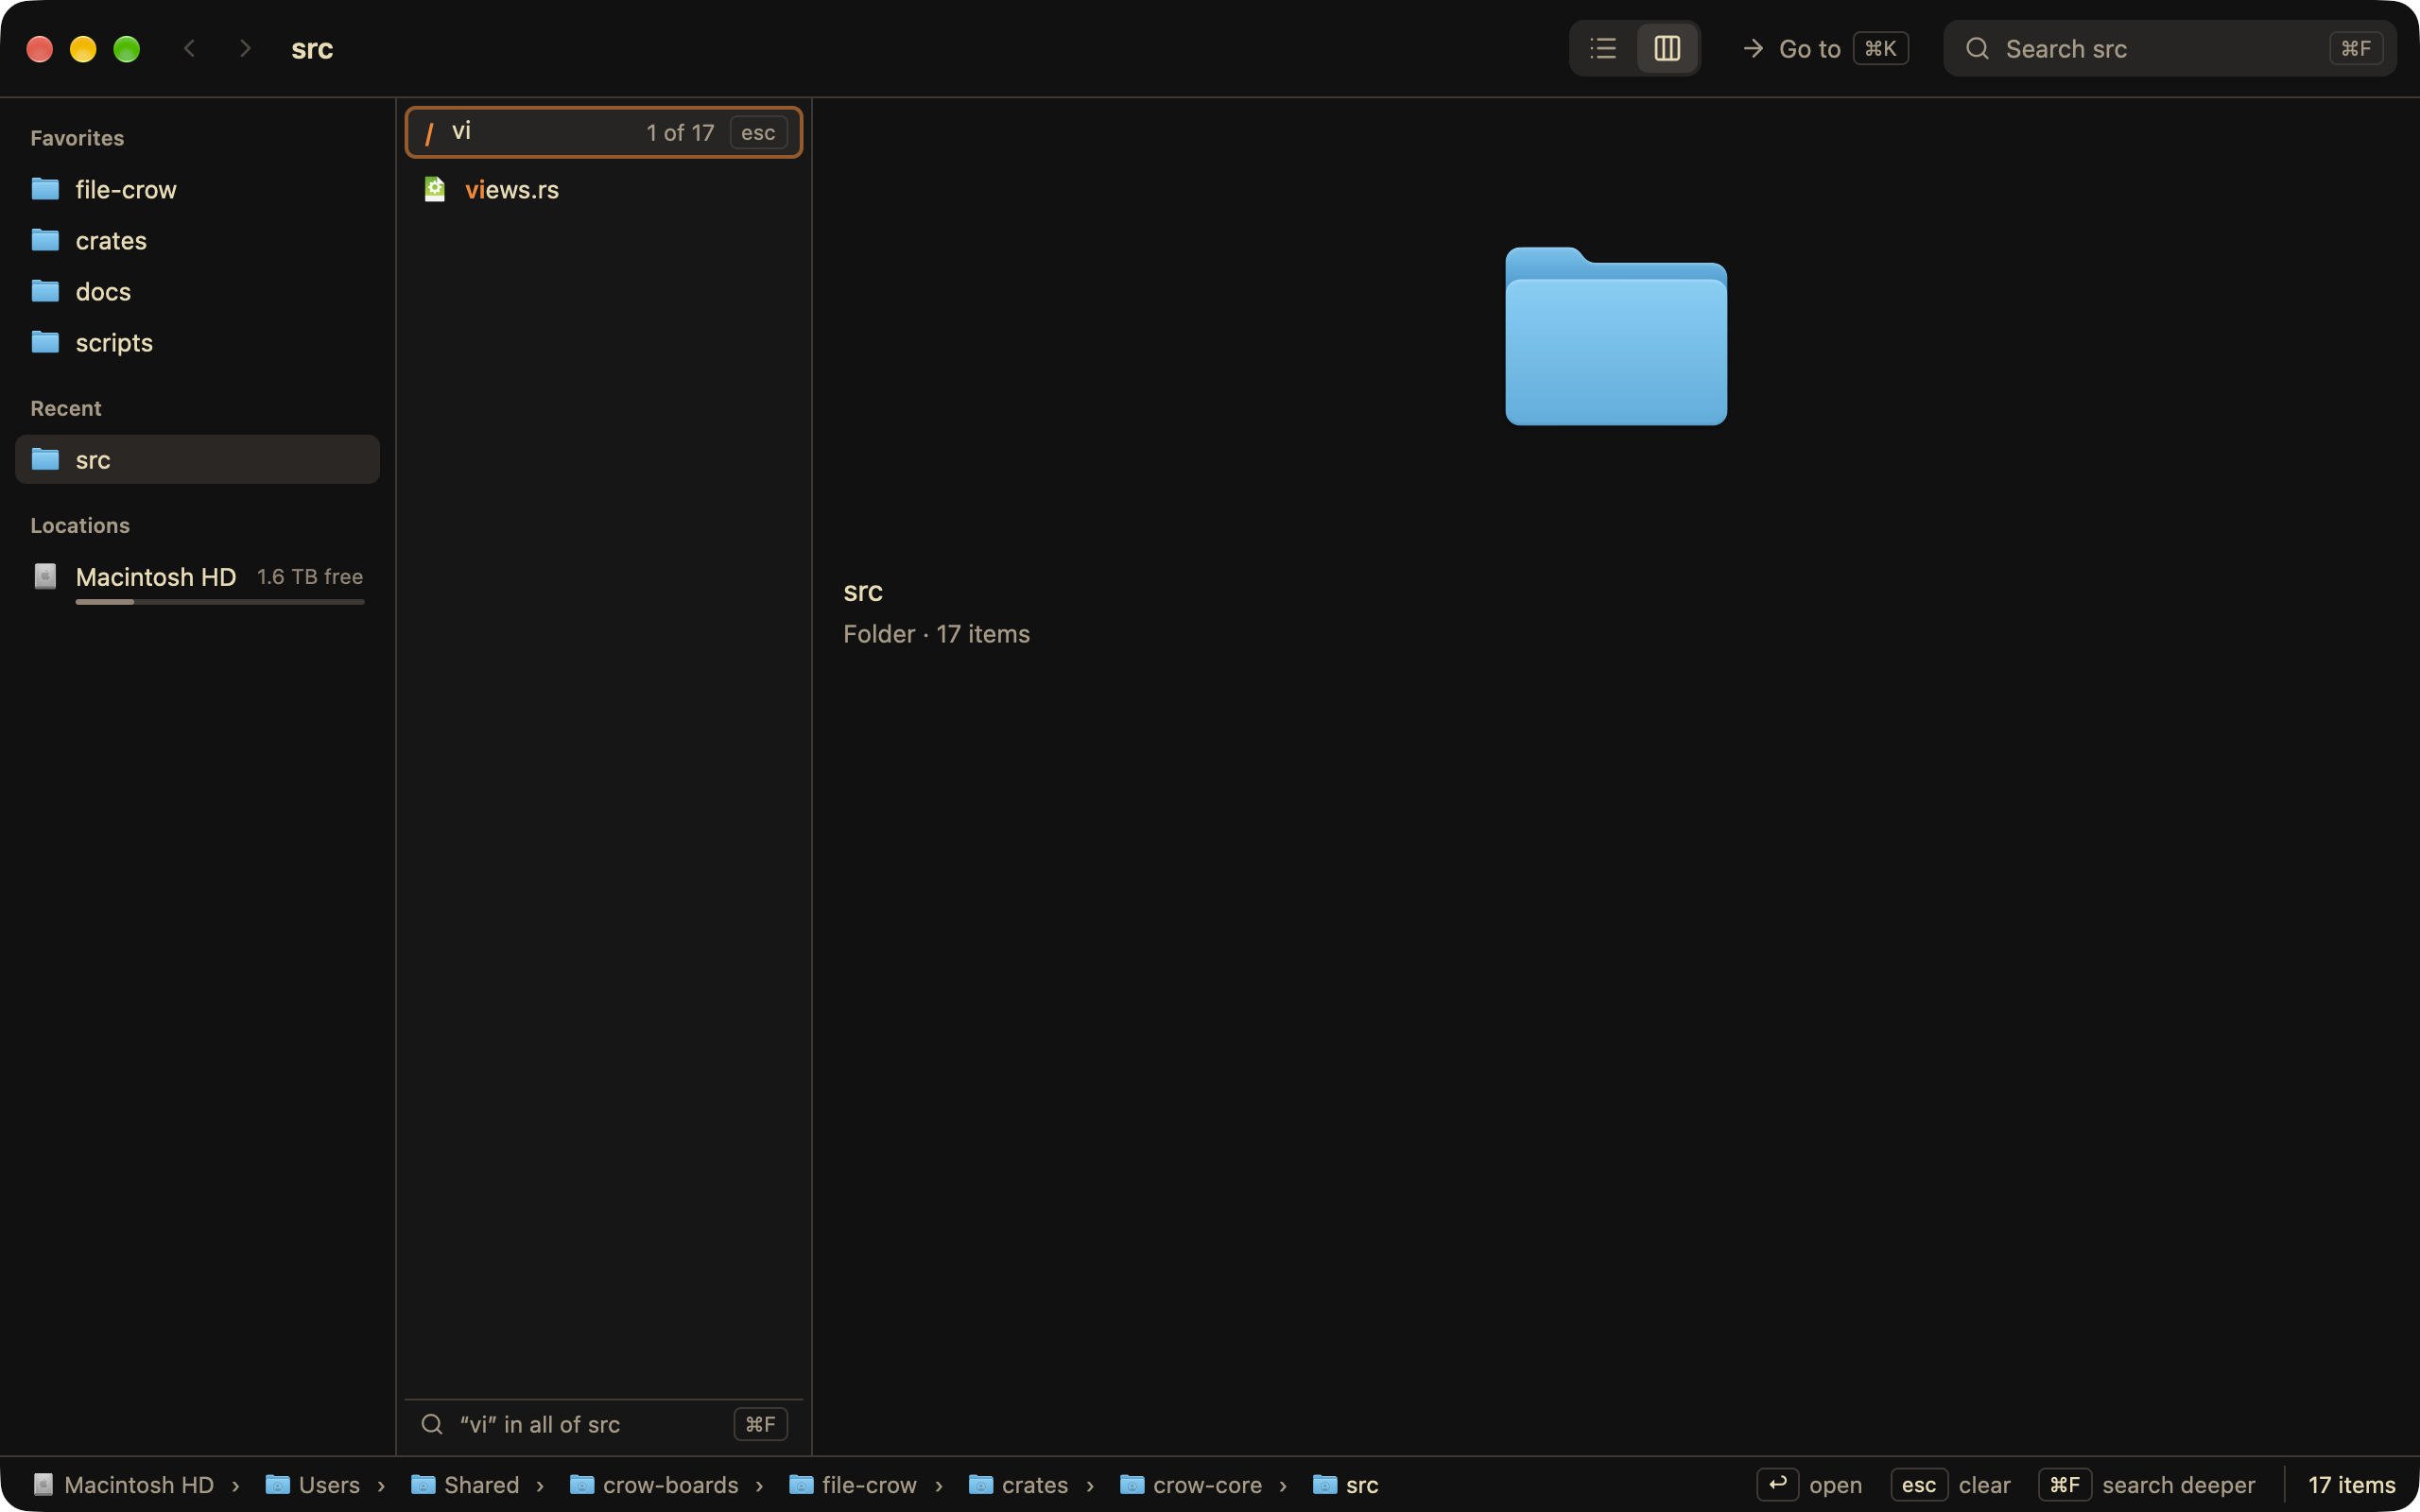 src
Go to ⌘K
Search src ⌘F
Favorites
file-crow
crates
docs
scripts
Recent
src
Locations
Macintosh HD 1.6 TB free
/ vi 1 of 17 esc
views.rs
“vi” in all of src ⌘F
src
Folder · 17 items
Macintosh HD › Users › Shared › crow-boards › file-crow › crates › crow-core › src
↩ open esc clear ⌘F search deeper 17 items